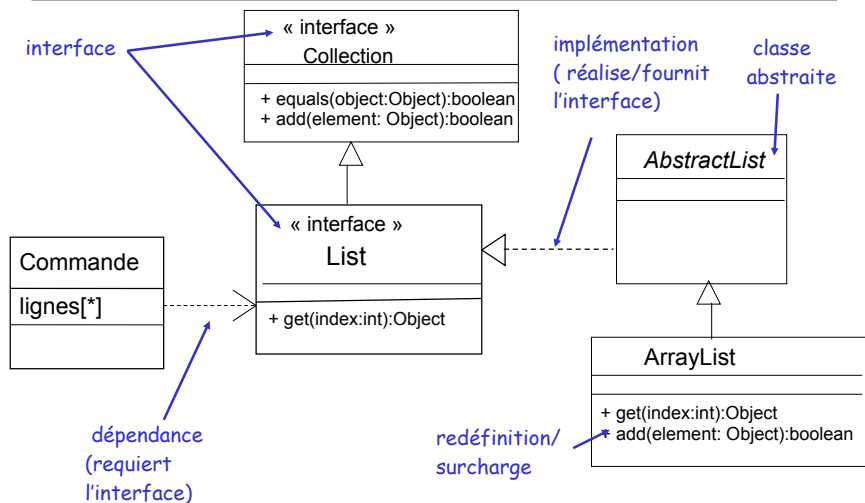 interface
« interface »
Collection
+ equals(object:Object):boolean
+ add(element: Object):boolean
implémentation
( réalise/fournit
l'interface)
classe
abstraite
AbstractList
« interface »
List
+ get(index:int):Object
Commande
lignes[*]
dépendance
(requiert
l'interface)
ArrayList
+ get(index:int):Object
+ add(element: Object):boolean
redéfinition/
surcharge